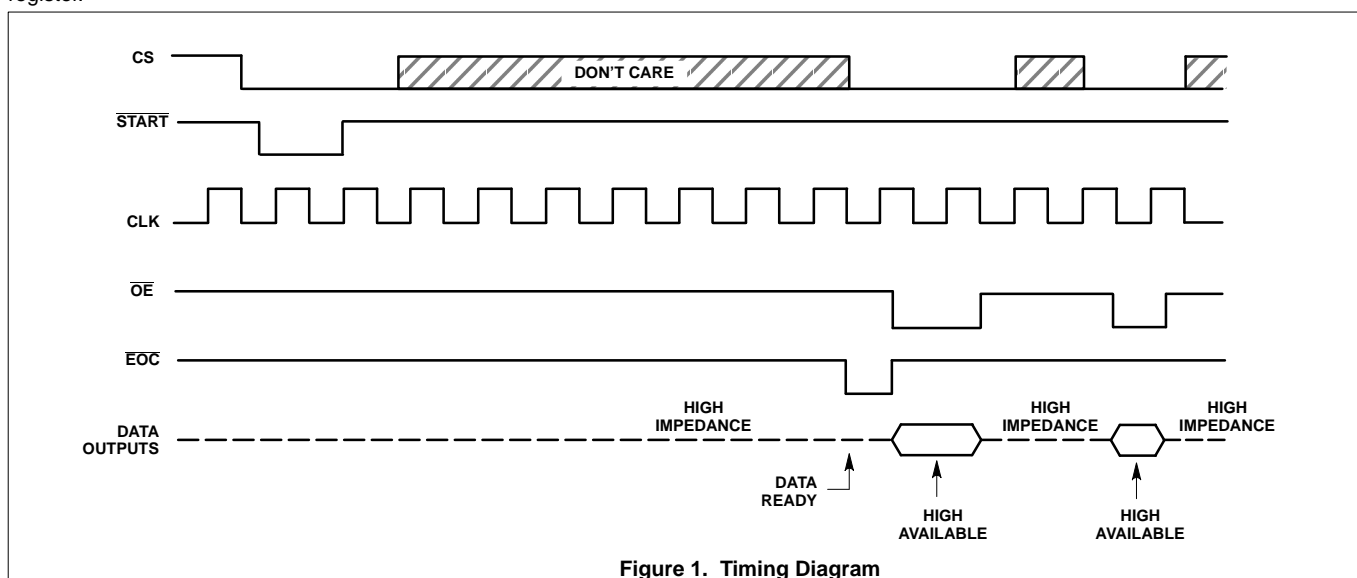 register.
CS
DON'T CARE
START
CLK
OE
EOC
HIGH
IMPEDANCE
HIGH
IMPEDANCE
HIGH
IMPEDANCE
DATA
OUTPUTS
DATA
READY
HIGH
AVAILABLE
HIGH
AVAILABLE
Figure 1. Timing Diagram